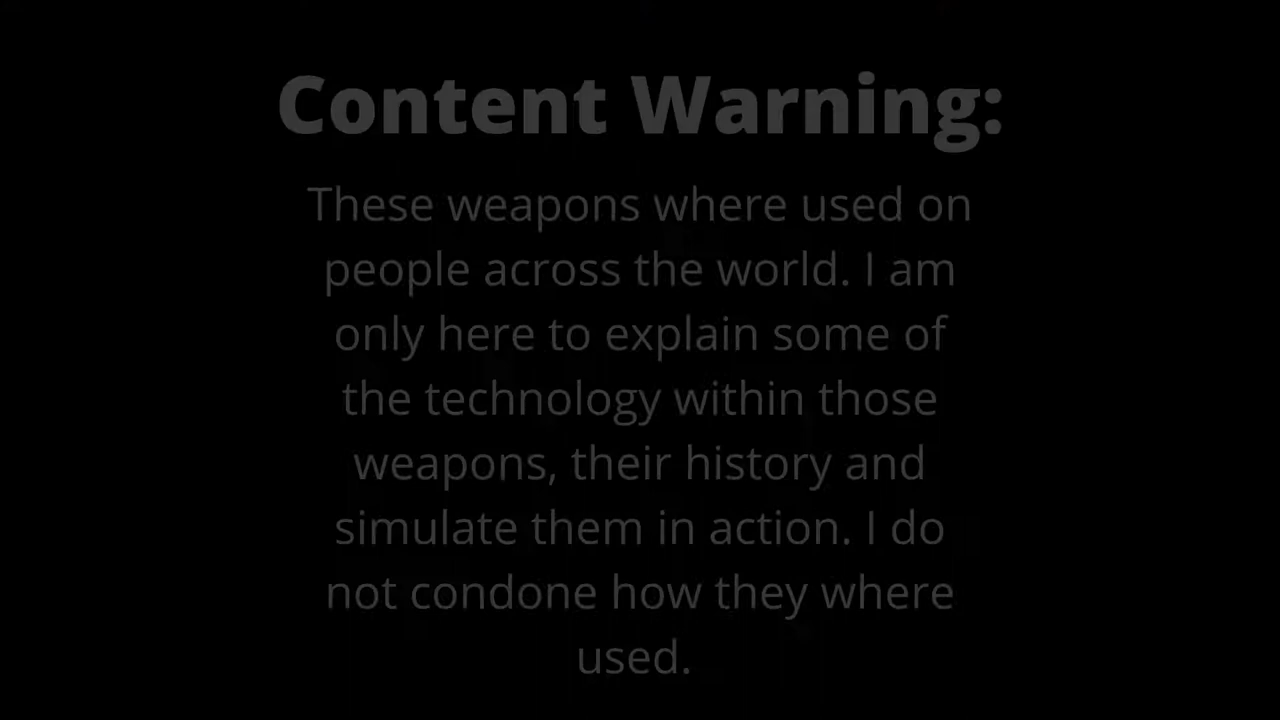 Content Warning:
These weapons where used on
people across the world. I am
only here to explain some of
the technology within those
weapons, their history and
simulate them in action. I do
not condone how they where
used.